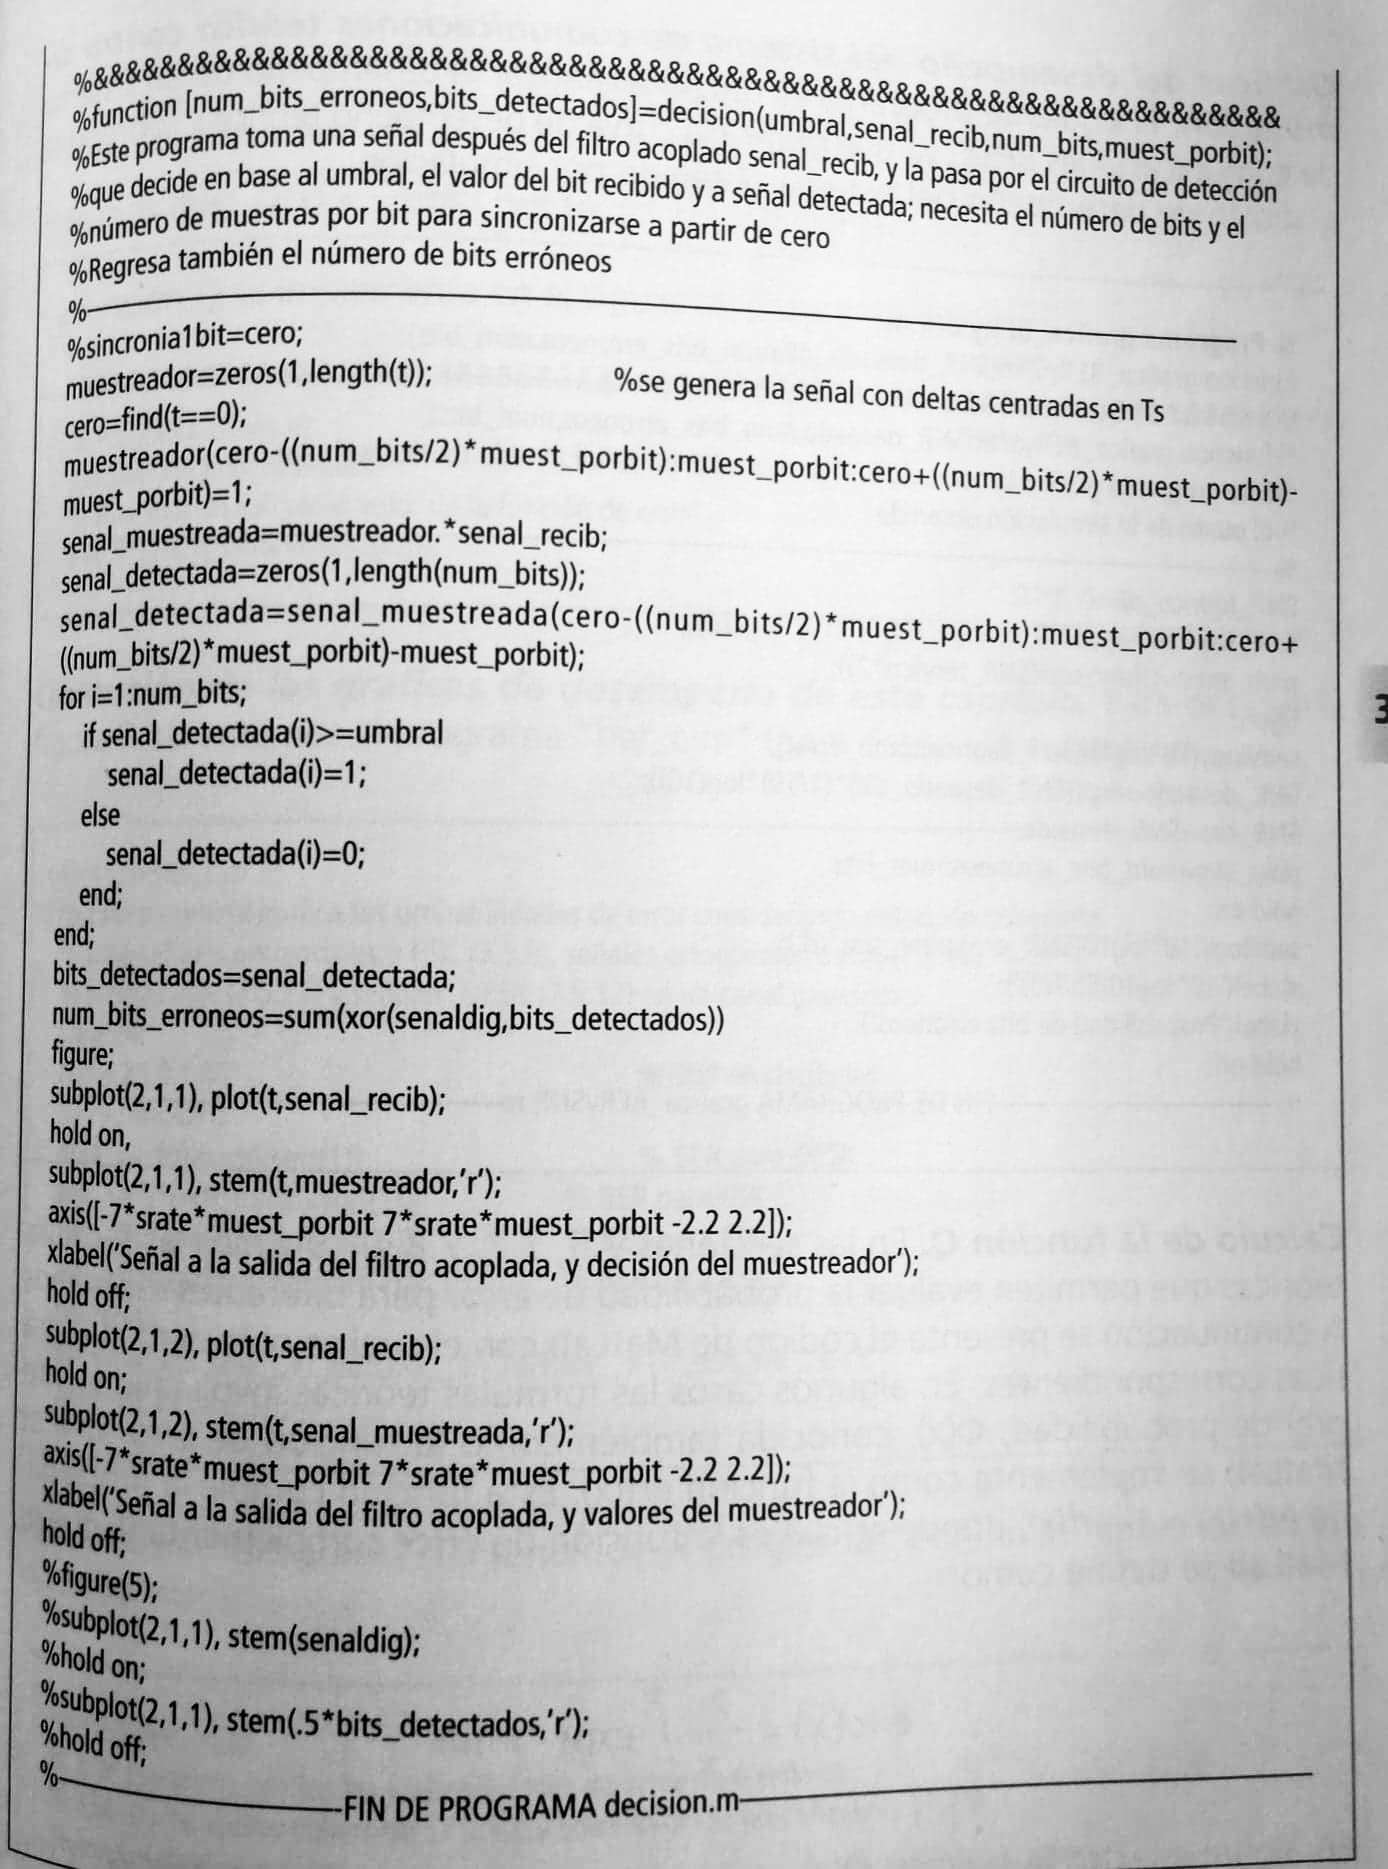 %&&&&&&&&&&&&&&&&&&&&&&&&&&&&&&&&&&&&&&&&&&&&&&&&&&&&&&&&&&&&
%function [num_bits_erroneos,bits_detectados]=decision(umbral,senal_recib,num_bits,muest_porbit);
%Este programa toma una señal después del filtro acoplado senal_recib, y la pasa por el circuito de detección
%que decide en base al umbral, el valor del bit recibido y a señal detectada; necesita el número de bits y el
%número de muestras por bit para sincronizarse a partir de cero
%Regresa también el número de bits erróneos
%
%sincronia1bit=cero;
muestreador=zeros(1,length(t)); %se genera la señal con deltas centradas en Ts
cero=find(t==0);
muestreador(cero-((num_bits/2)*muest_porbit):muest_porbit:cero+((num_bits/2)*muest_porbit)-
muest_porbit)=1;
senal_muestreada=muestreador.*senal_recib;
senal_detectada=zeros(1,length(num_bits));
senal_detectada=senal_muestreada(cero-((num_bits/2)*muest_porbit):muest_porbit:cero+
((num_bits/2)*muest_porbit)-muest_porbit);
for i=1:num_bits;
if senal_detectada(i)>=umbral
senal_detectada(i)=1;
else
senal_detectada(i)=0;
end;
end;
bits_detectados=senal_detectada;
num_bits_erroneos=sum(xor(senaldig,bits_detectados))
figure;
subplot(2,1,1), plot(t,senal_recib);
hold on,
subplot(2,1,1), stem(t,muestreador,'r');
axis([-7*srate*muest_porbit 7*srate*muest_porbit -2.2 2.2]);
xlabel('Señal a la salida del filtro acoplada, y decisión del muestreador');
hold off;
subplot(2,1,2), plot(t,senal_recib);
hold on;
subplot(2,1,2), stem(t,senal_muestreada,'r');
axis([-7*srate*muest_porbit 7*srate*muest_porbit -2.2 2.2]);
xlabel('Señal a la salida del filtro acoplada, y valores del muestreador');
hold off;
%figure(5);
%subplot(2,1,1), stem(senaldig);
%hold on;
%subplot(2,1,1), stem(.5*bits_detectados,'r');
%hold off;
%
-FIN DE PROGRAMA decision.m-
3